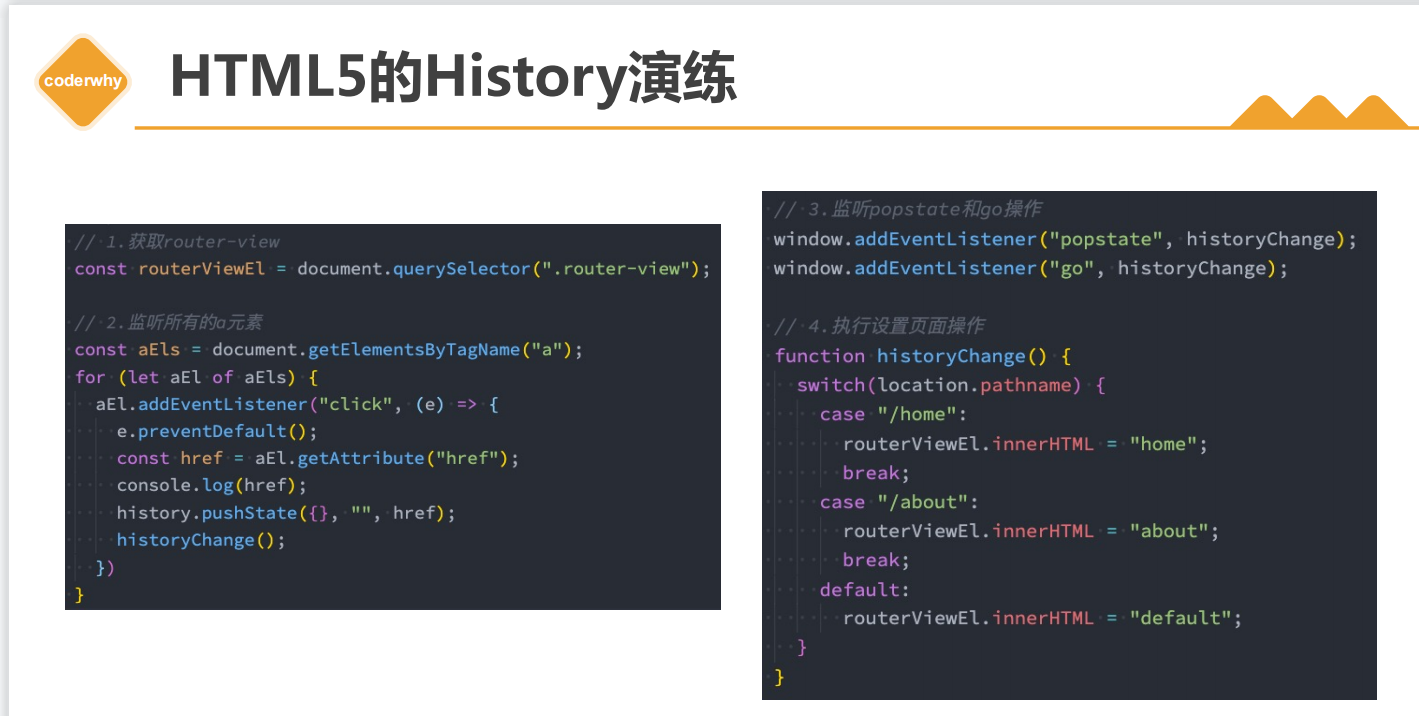 coderwhy
HTML5的History演练
// 1.获取router-view
const routerViewEl = document.querySelector(".router-view");
// 2.监听所有的a元素
const aEls = document.getElementsByTagName("a");
for (let aEl of aEls) {
  aEl.addEventListener("click", (e) => {
    e.preventDefault();
    const href = aEl.getAttribute("href");
    console.log(href);
    history.pushState({}, "", href);
    historyChange();
  })
}
// 3.监听popstate和go操作
window.addEventListener("popstate", historyChange);
window.addEventListener("go", historyChange);
// 4.执行设置页面操作
function historyChange() {
  switch(location.pathname) {
    case "/home":
      routerViewEl.innerHTML = "home";
      break;
    case "/about":
      routerViewEl.innerHTML = "about";
      break;
    default:
      routerViewEl.innerHTML = "default";
  }
}